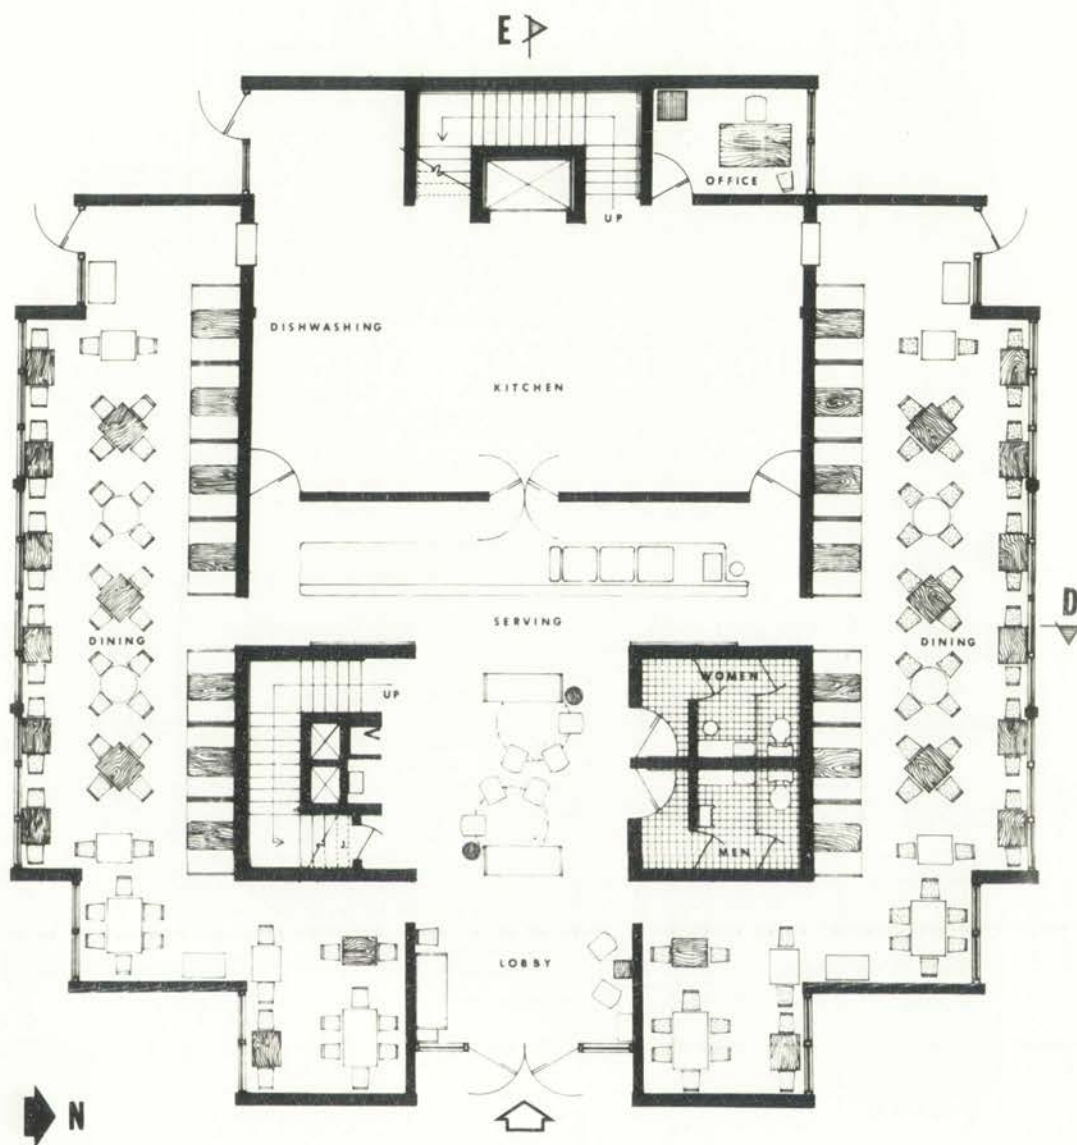 E
OFFICE
UP
DISHWASHING
KITCHEN
D
SERVING
DINING
DINING
UP
WOMEN
MEN
LOBBY
N